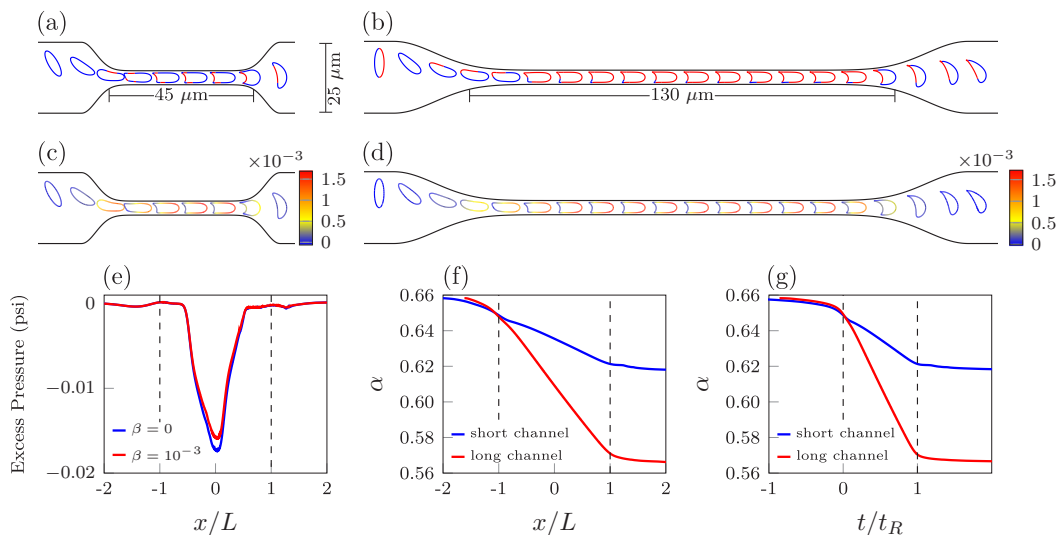 (a)
(b)
45 μm
25 μm
130 μm
(c)
×10⁻³
1.5
1
0.5
0
(d)
×10⁻³
1.5
1
0.5
0
(e)
Excess Pressure (psi)
0
−0.01
−0.02
β = 0
β = 10⁻³
-2 -1 0 1 2
x/L
(f)
α
0.66
0.64
0.62
0.60
0.58
0.56
short channel
long channel
-2 -1 0 1 2
x/L
(g)
α
0.66
0.64
0.62
0.60
0.58
0.56
short channel
long channel
-1 0 1
t/t_R